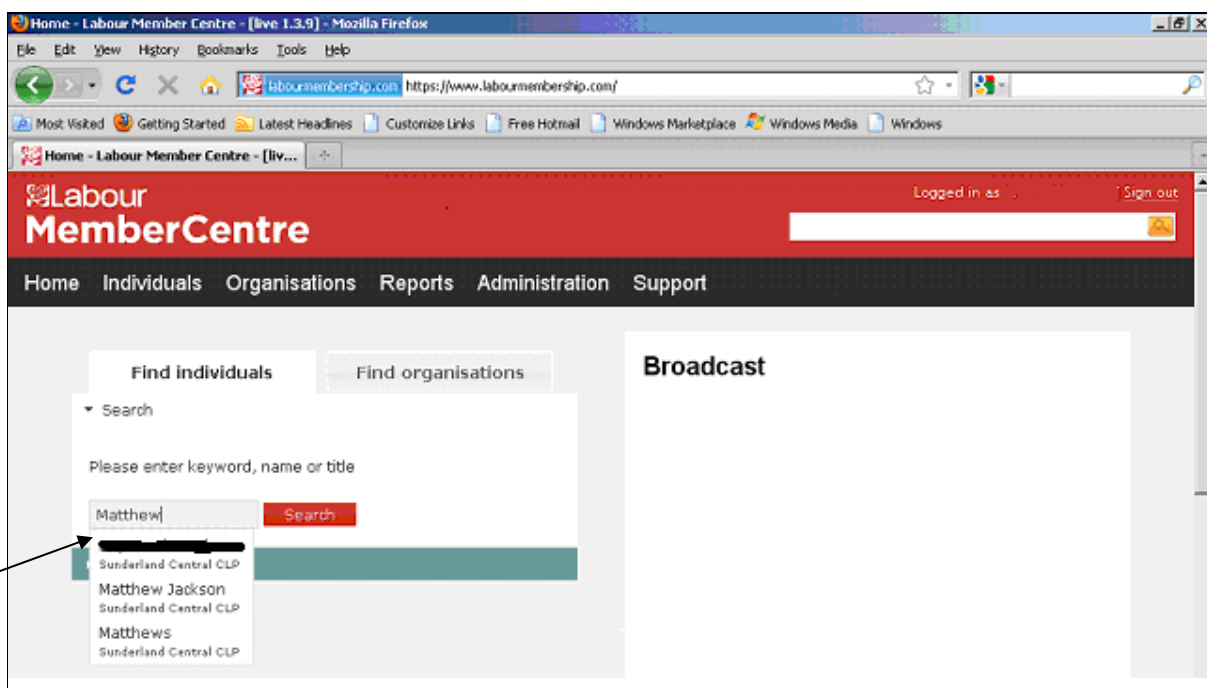 Home - Labour Member Centre - [live 1.3.9] - Mozilla Firefox
File Edit View History Bookmarks Tools Help
labourmembership.com https://www.labourmembership.com/
Most Visited Getting Started Latest Headlines Customize Links Free Hotmail Windows Marketplace Windows Media Windows
Home - Labour Member Centre - [liv...
Labour
MemberCentre
Logged in as
Sign out
Home Individuals Organisations Reports Administration Support
Find individuals Find organisations
Broadcast
Search
Please enter keyword, name or title
Matthew Search
Sunderland Central CLP
Matthew Jackson
Sunderland Central CLP
Matthews
Sunderland Central CLP